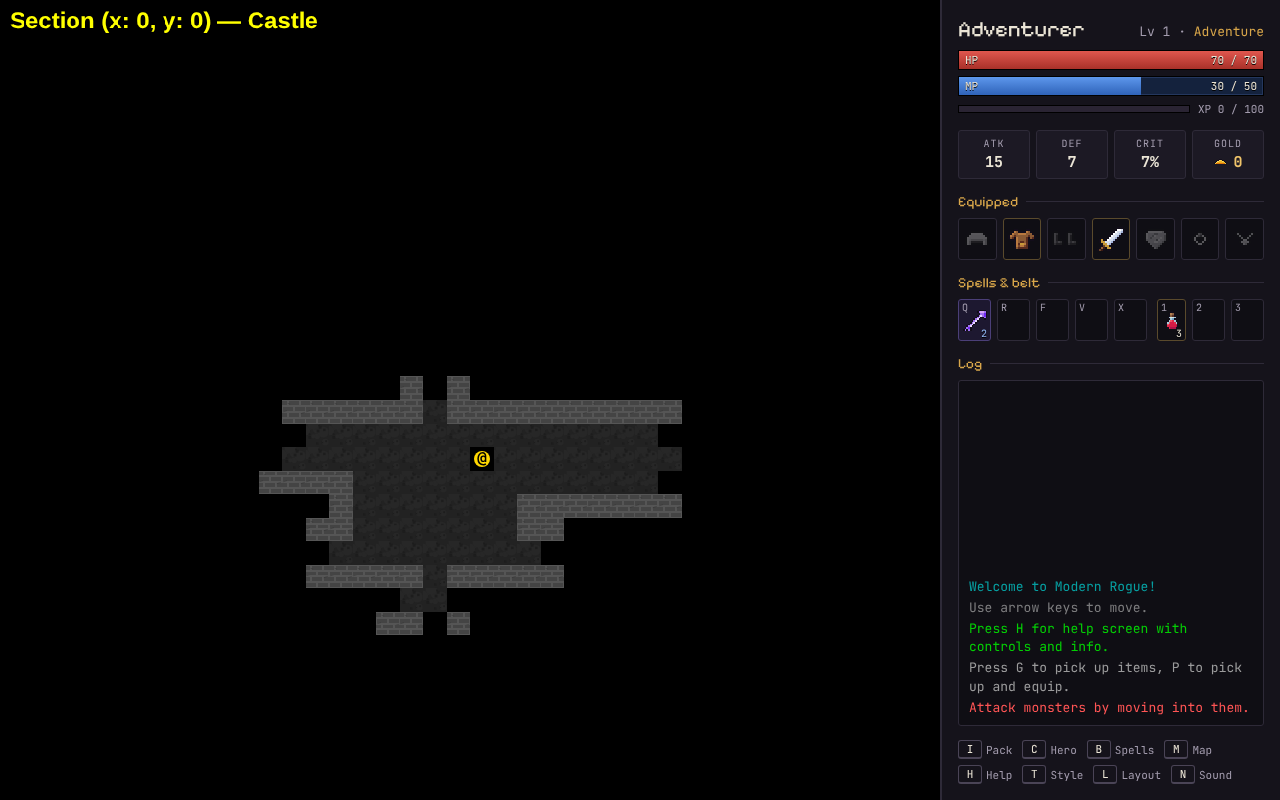 Section (x: 0, y: 0) — Castle
@
Adventurer
Lv 1 · Adventure
HP 70 / 70
MP 30 / 50
XP 0 / 100
ATK DEF CRIT GOLD
15 7 7% 0
Equipped
Spells & belt
Q R F V X 1 2 3
2 3
Log
Welcome to Modern Rogue!
Use arrow keys to move.
Press H for help screen with
controls and info.
Press G to pick up items, P to pick
up and equip.
Attack monsters by moving into them.
I Pack C Hero B Spells M Map
H Help T Style L Layout N Sound